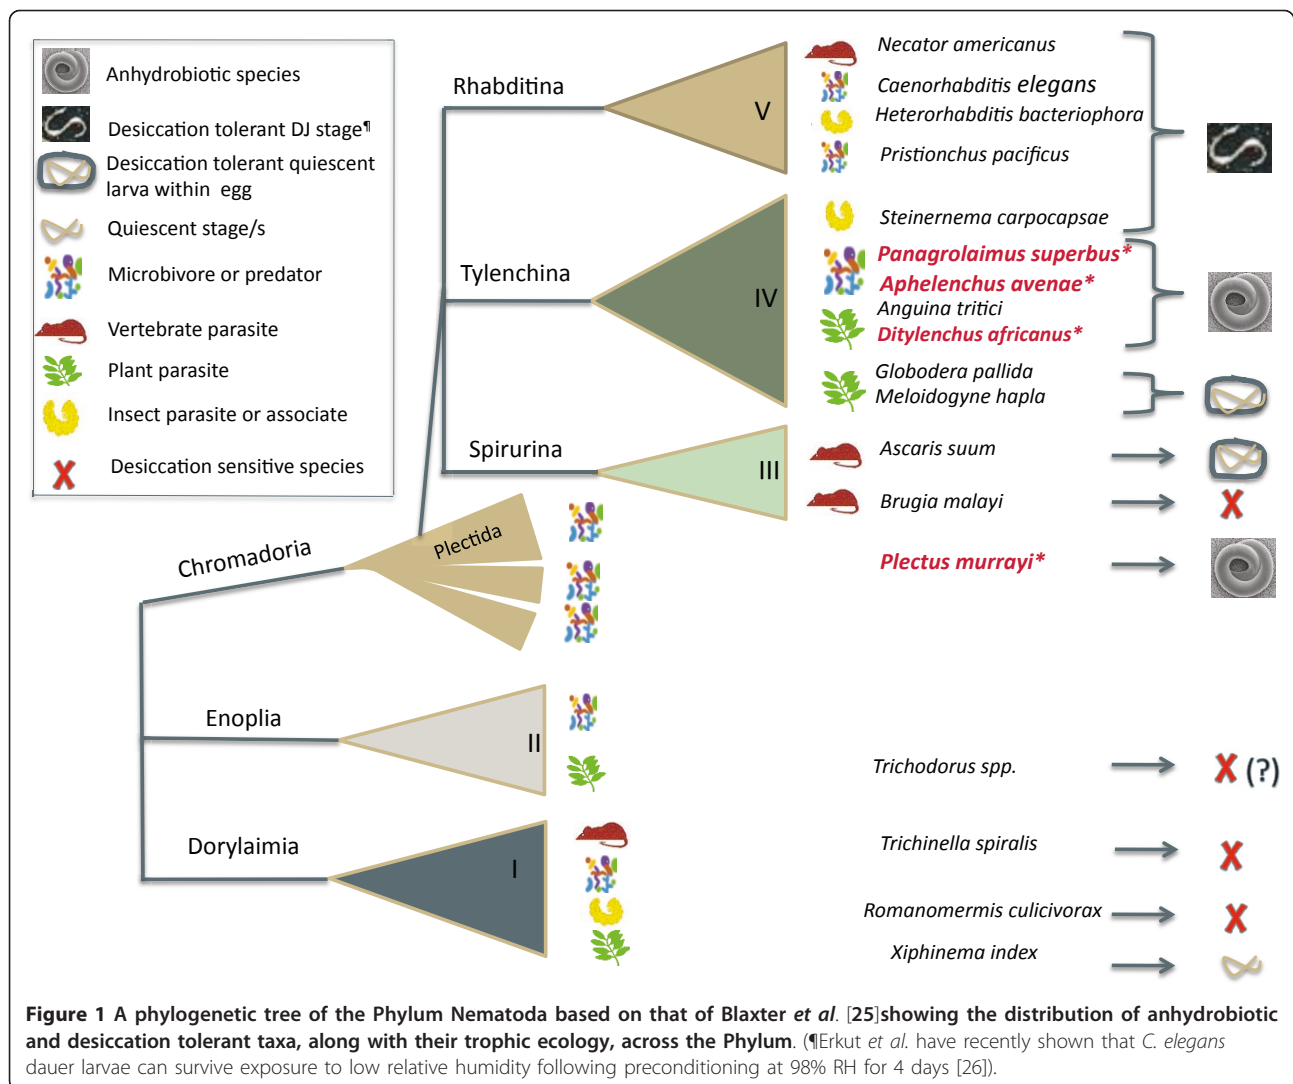 Anhydrobiotic species
Desiccation tolerant DJ stage¶
Desiccation tolerant quiescent
larva within egg
Quiescent stage/s
Microbivore or predator
Vertebrate parasite
Plant parasite
Insect parasite or associate
Desiccation sensitive species
Rhabditina
V
Necator americanus
Caenorhabditis elegans
Heterorhabditis bacteriophora
Pristionchus pacificus
Tylenchina
IV
Steinernema carpocapsae
Panagrolaimus superbus*
Aphelenchus avenae*
Anguina tritici
Ditylenchus africanus*
Globodera pallida
Meloidogyne hapla
Spirurina
III
Ascaris suum
Brugia malayi
Chromadoria
Plectida
Plectus murrayi*
Enoplia
II
Trichodorus spp.
(?)
Dorylaimia
I
Trichinella spiralis
Romanomermis culicivorax
Xiphinema index
Figure 1 A phylogenetic tree of the Phylum Nematoda based on that of Blaxter et al. [25]showing the distribution of anhydrobiotic
and desiccation tolerant taxa, along with their trophic ecology, across the Phylum. (¶Erkut et al. have recently shown that C. elegans
dauer larvae can survive exposure to low relative humidity following preconditioning at 98% RH for 4 days [26]).